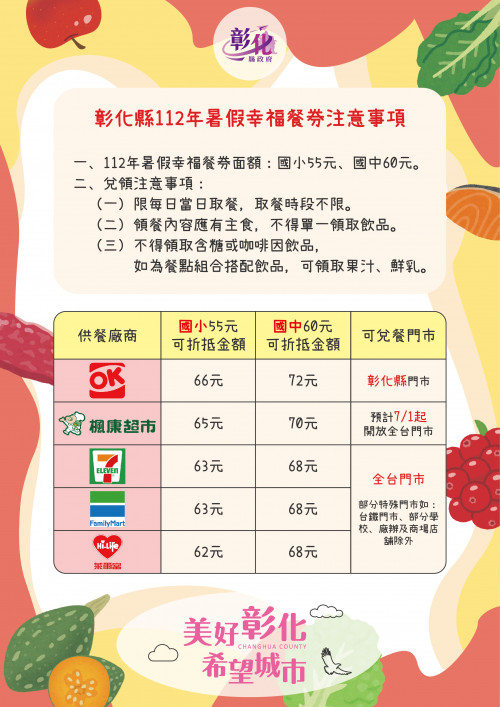 彰化
縣政府
彰化縣112年暑假幸福餐券注意事項
一、112年暑假幸福餐券面額：國小55元、國中60元。
二、兌領注意事項：
（一）限每日當日取餐，取餐時段不限。
（二）領餐內容應有主食，不得單一領取飲品。
（三）不得領取含糖或咖啡因飲品，
如為餐點組合搭配飲品，可領取果汁、鮮乳。
供餐廠商
國小55元
可折抵金額
國中60元
可折抵金額
可兌餐門市
OK
66元
72元
彰化縣門市
楓康超市
65元
70元
預計7/1起
開放全台門市
7
ELEVEN
63元
68元
全台門市
部分特殊門市如：
台鐵門市、部分學
校、廠辦及商場店
舖除外
FamilyMart
63元
68元
Hi-Life
萊爾富
62元
68元
美好彰化
CHANGHUA COUNTY
希望城市